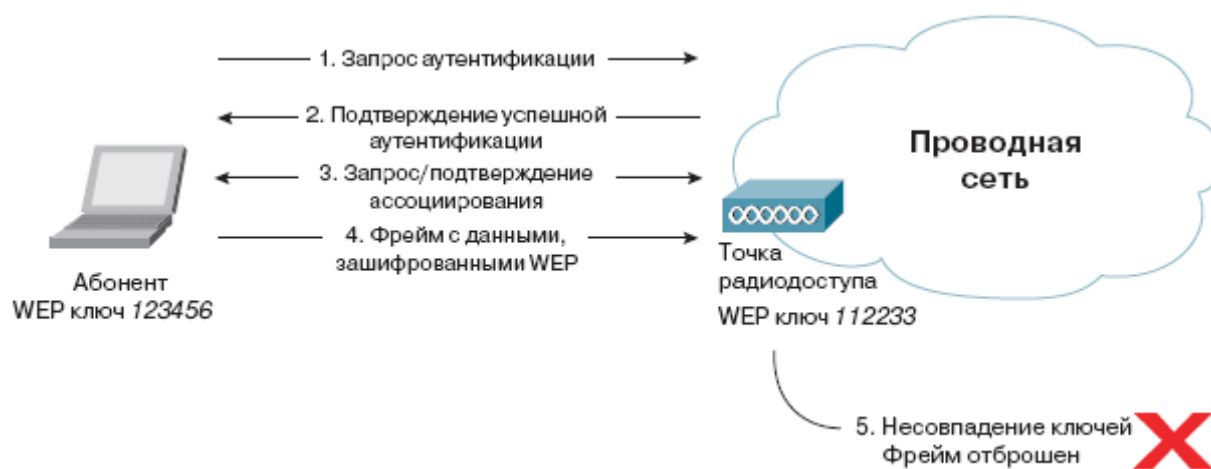 1. Запрос аутентификации
2. Подтверждение успешной
аутентификации
3. Запрос/подтверждение
ассоциирования
4. Фрейм с данными,
зашифрованными WEP
Абонент
WEP ключ 123456
Проводная
сеть
Точка
радиодоступа
WEP ключ 112233
5. Несовпадение ключей
Фрейм отброшен